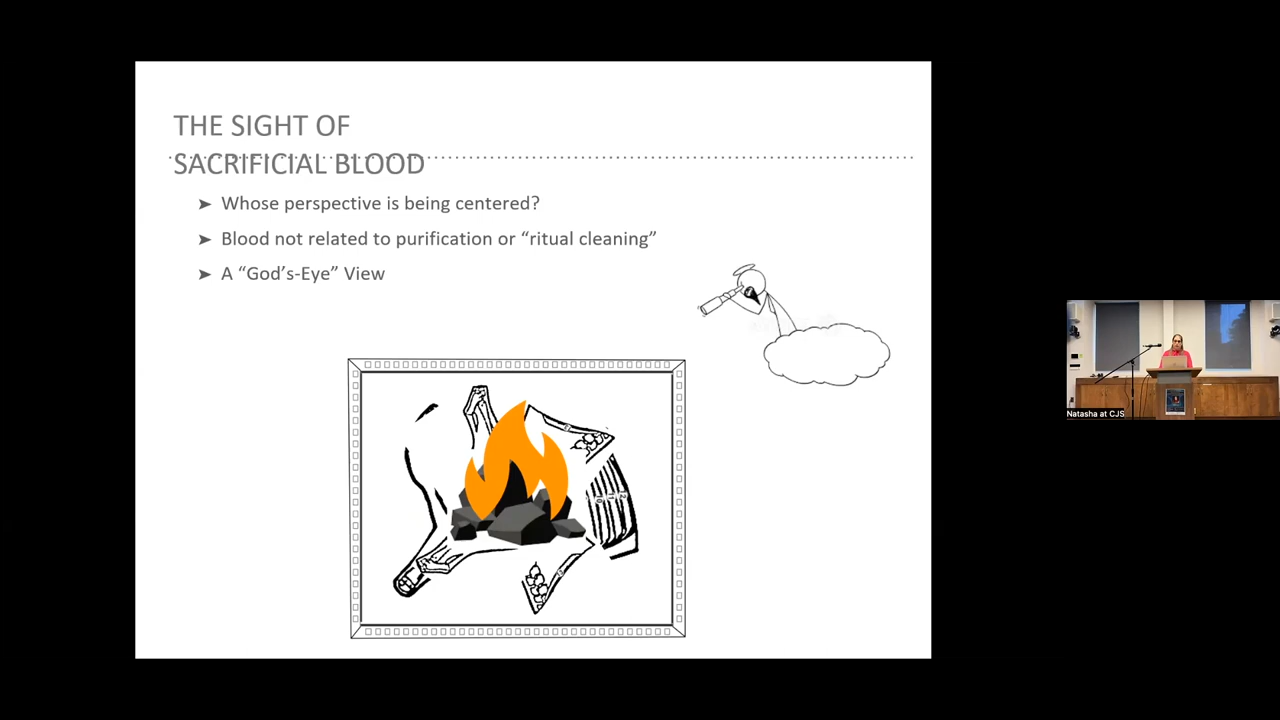 THE SIGHT OF
SACRIFICIAL BLOOD
➤ Whose perspective is being centered?
➤ Blood not related to purification or “ritual cleaning”
➤ A “God’s-Eye” View
Natasha at CJS